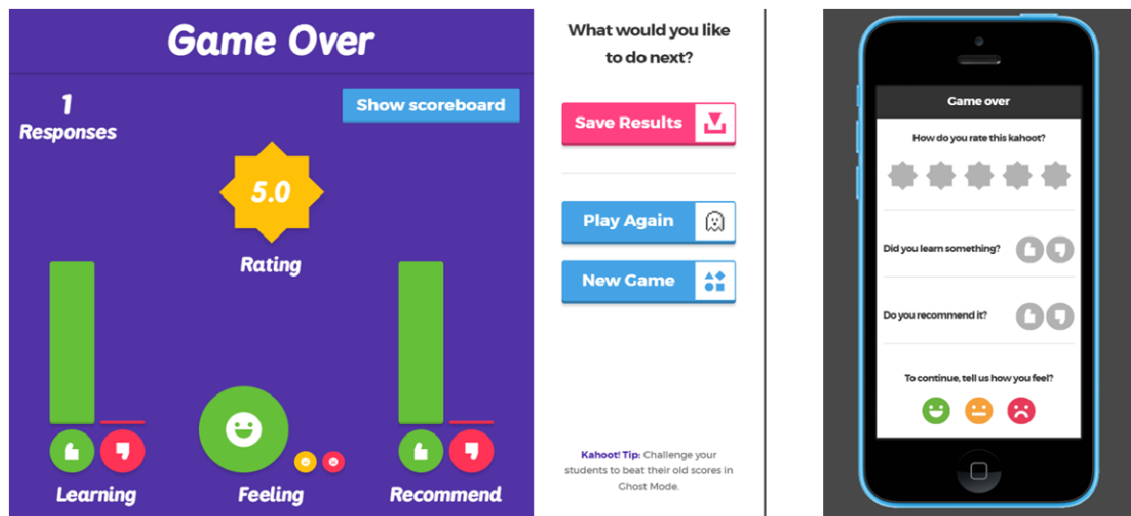 Game Over
1
Responses
Show scoreboard
5.0
Rating
Learning
Feeling
Recommend
What would you like
to do next?
Save Results
Play Again
New Game
Kahoot! Tip: Challenge your
students to beat their old scores in
Ghost Mode.
Game over
How do you rate this kahoot?
Did you learn something?
Do you recommend it?
To continue, tell us how you feel?